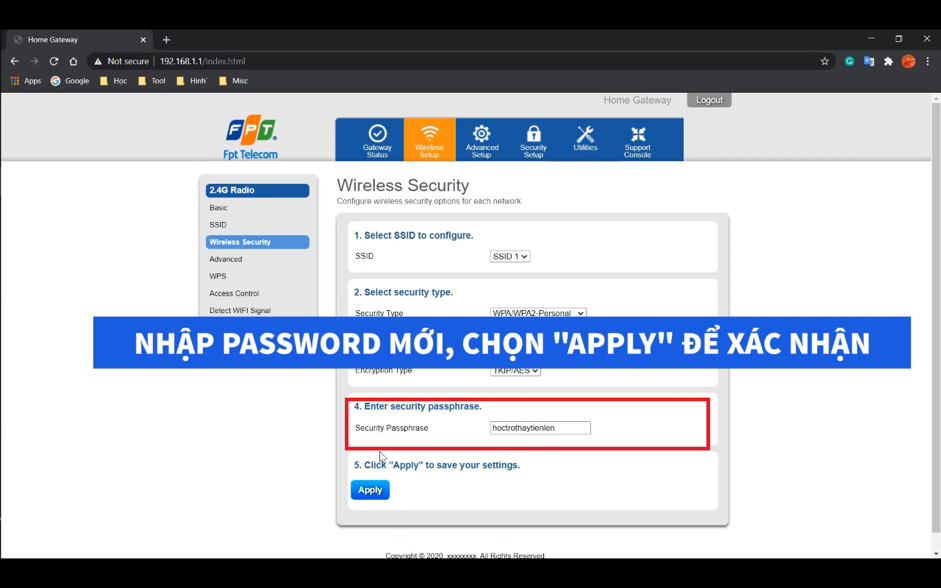 Home Gateway
Not secure | 192.168.1.1/index.html
Apps Google Học Tool Hình` Misc
Home Gateway Logout
FPT
Fpt Telecom
Gateway Status
Wireless Setup
Advanced Setup
Security Setup
Utilities
Support Console
2.4G Radio
Basic
SSID
Wireless Security
Advanced
WPS
Access Control
Detect WIFI Signal
Wireless Security
Configure wireless security options for each network.
1. Select SSID to configure.
SSID SSID 1
2. Select security type.
Security Type WPA/WPA2-Personal
NHẬP PASSWORD MỚI, CHỌN "APPLY" ĐỂ XÁC NHẬN
Encryption Type TKIP/AES
4. Enter security passphrase.
Security Passphrase hoctrothaytienlen
5. Click "Apply" to save your settings.
Apply
Copyright © 2020, xxxxxxxx. All Rights Reserved.